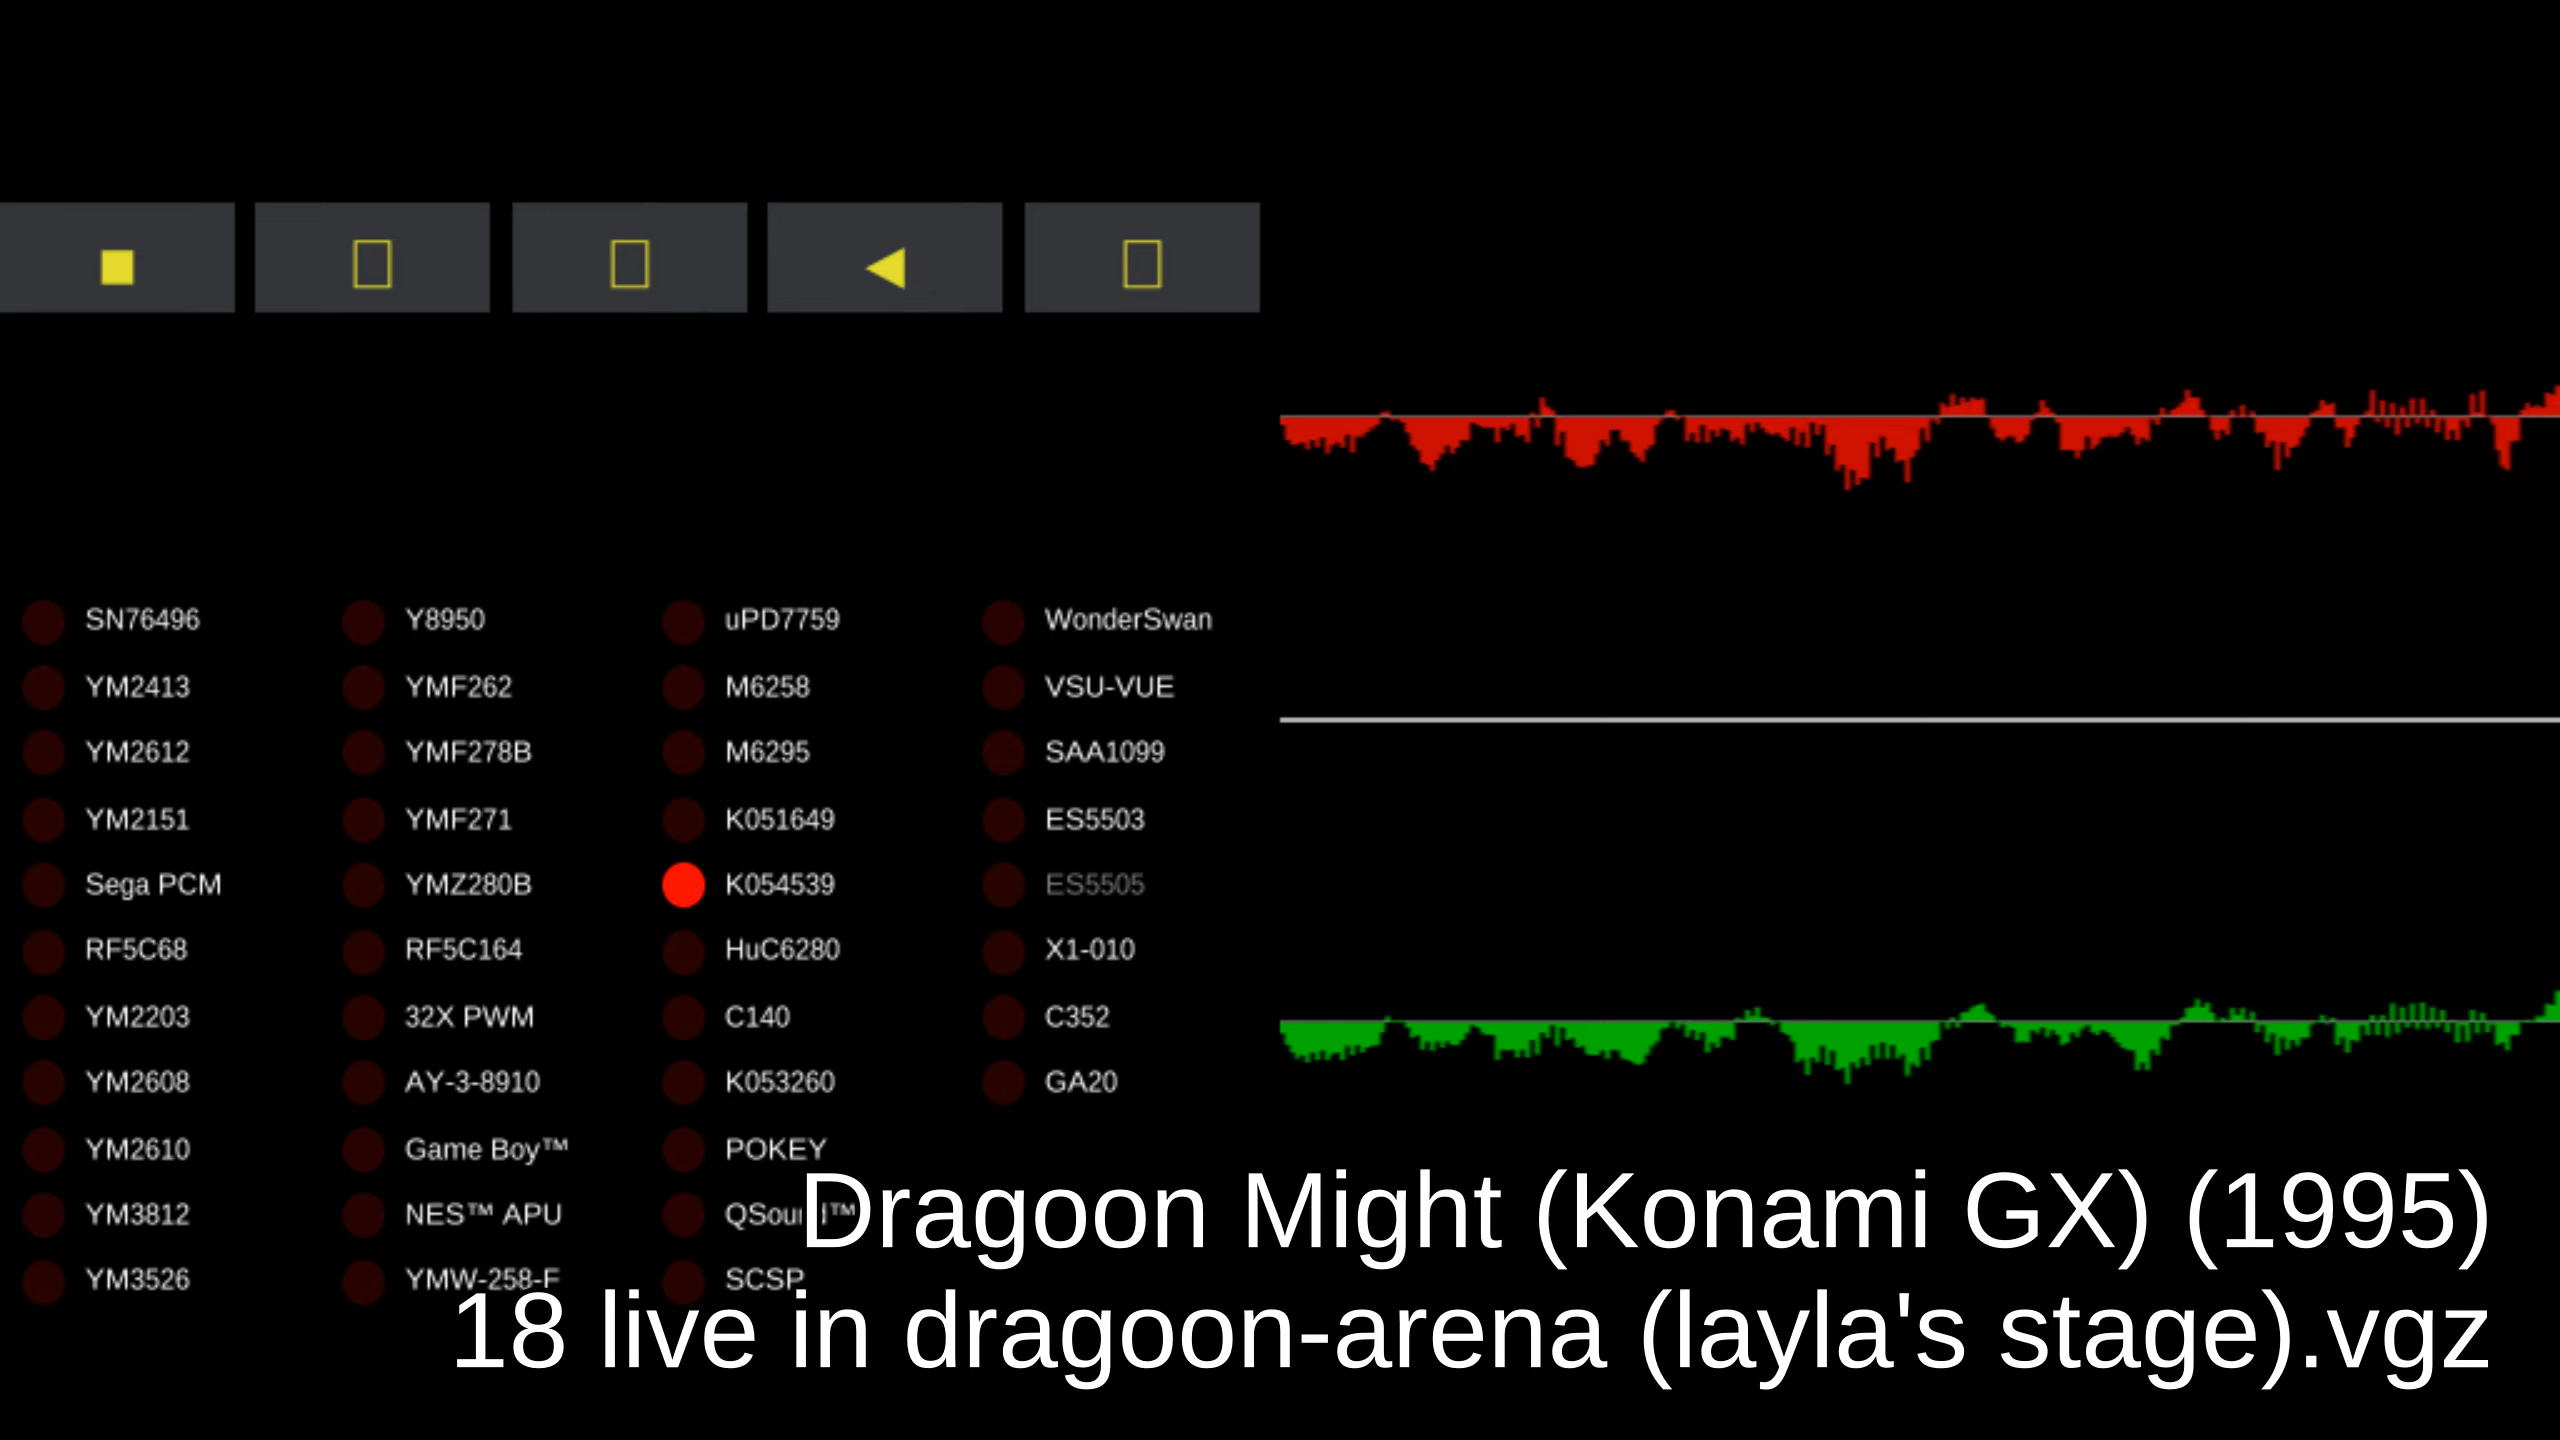 SN76496 Y8950 uPD7759 WonderSwan
YM2413 YMF262 M6258 VSU-VUE
YM2612 YMF278B M6295 SAA1099
YM2151 YMF271 K051649 ES5503
Sega PCM YMZ280B K054539 ES5505
RF5C68 RF5C164 HuC6280 X1-010
YM2203 32X PWM C140 C352
YM2608 AY-3-8910 K053260 GA20
YM2610 Game Boy™ POKEY
YM3812 NES™ APU QSound™
YM3526 YMW-258-F SCSP
Dragoon Might (Konami GX) (1995)
18 live in dragoon-arena (layla's stage).vgz